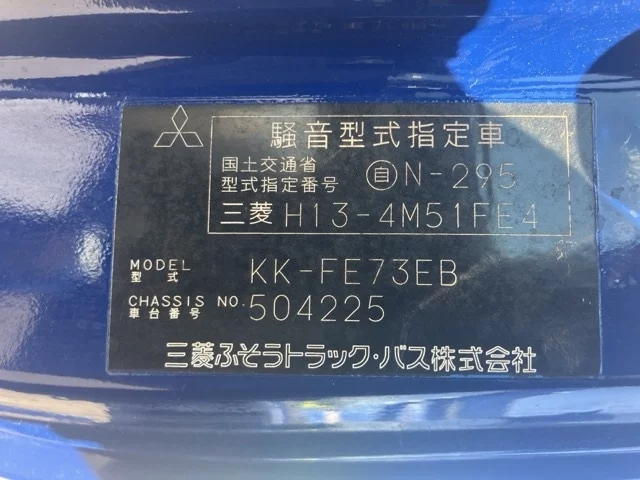 騒音型式指定車
国土交通省
型式指定番号 自 N-295
三菱 H13-4M51FE4
MODEL
型式 KK-FE73EB
CHASSIS NO.
車台番号 504225
三菱ふそうトラック・バス株式会社